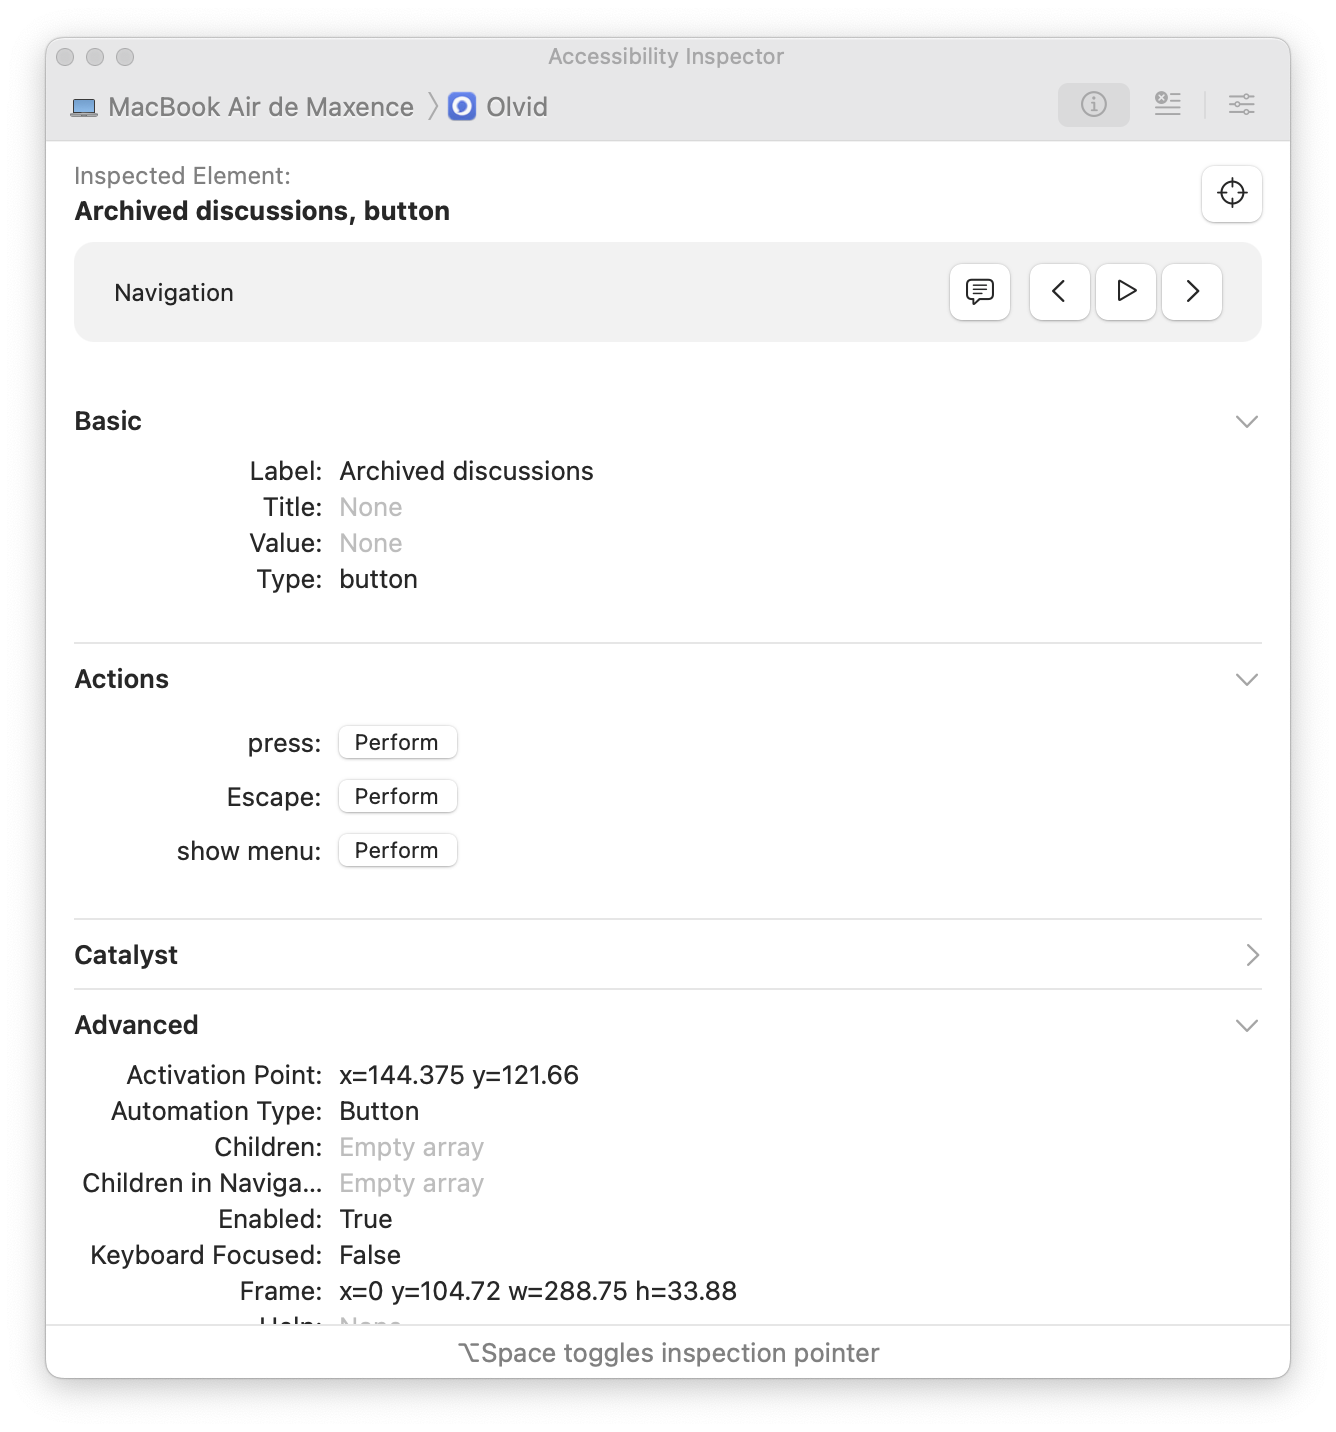 Accessibility Inspector
MacBook Air de Maxence
Olvid
Inspected Element:
Archived discussions, button
Navigation
Basic
Label: Archived discussions
Title: None
Value: None
Type: button
Actions
press: Perform
Escape: Perform
show menu: Perform
Catalyst
Advanced
Activation Point: x=144.375 y=121.66
Automation Type: Button
Children: Empty array
Children in Naviga... Empty array
Enabled: True
Keyboard Focused: False
Frame: x=0 y=104.72 w=288.75 h=33.88
Help: None
⌥Space toggles inspection pointer